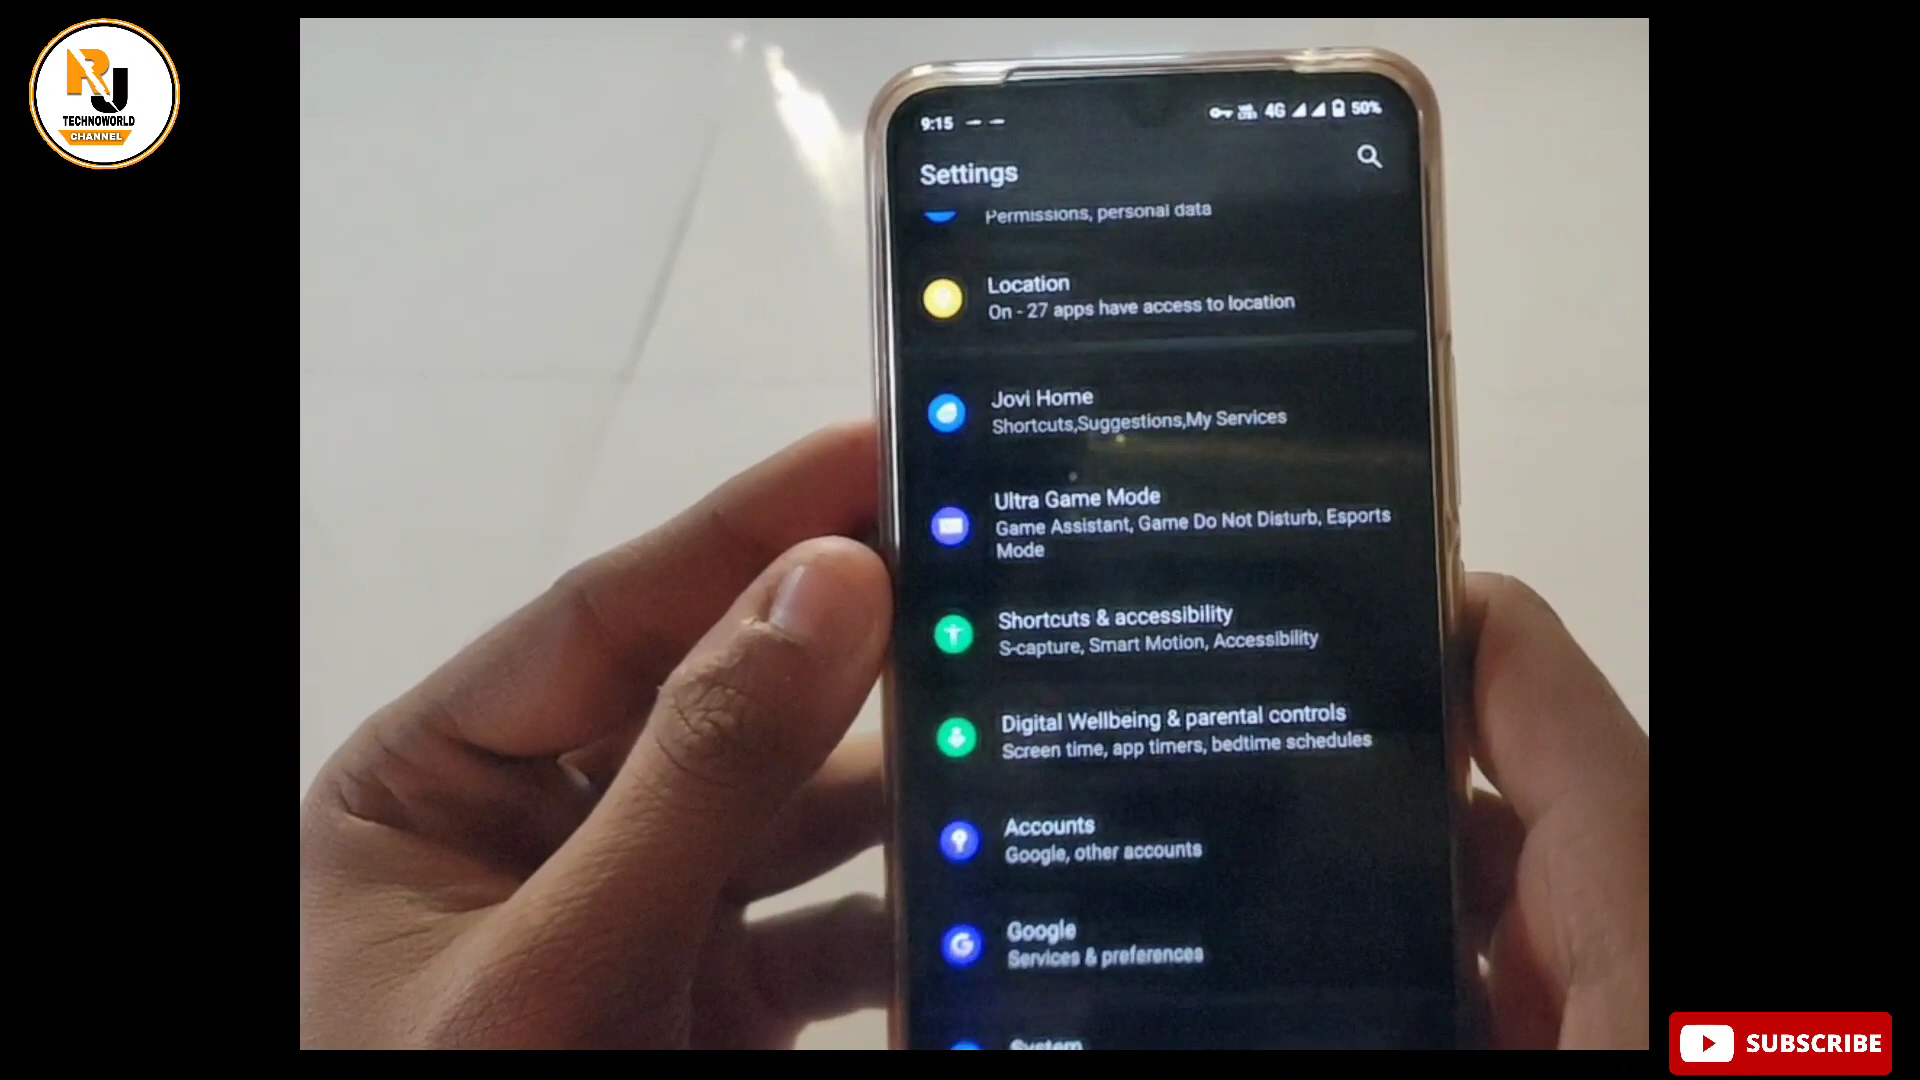 RJ
TECHNOWORLD
CHANNEL
9:15
4G 50%
Settings
Permissions, personal data
Location
On - 27 apps have access to location
Jovi Home
Shortcuts,Suggestions,My Services
Ultra Game Mode
Game Assistant, Game Do Not Disturb, Esports
Mode
Shortcuts & accessibility
S-capture, Smart Motion, Accessibility
Digital Wellbeing & parental controls
Screen time, app timers, bedtime schedules
Accounts
Google, other accounts
Google
Services & preferences
System
SUBSCRIBE